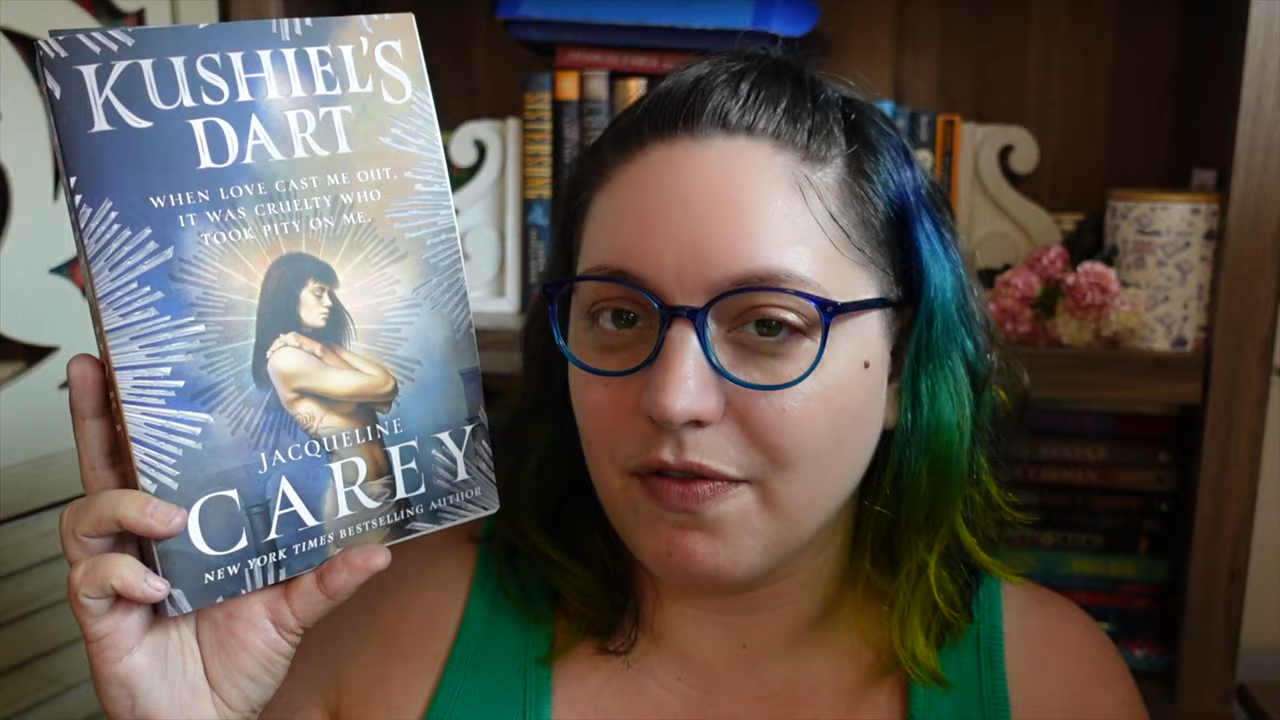 KUSHIEL'S
DART
WHEN LOVE CAST ME OUT,
IT WAS CRUELTY WHO
TOOK PITY ON ME.
JACQUELINE
CAREY
NEW YORK TIMES BESTSELLING AUTHOR